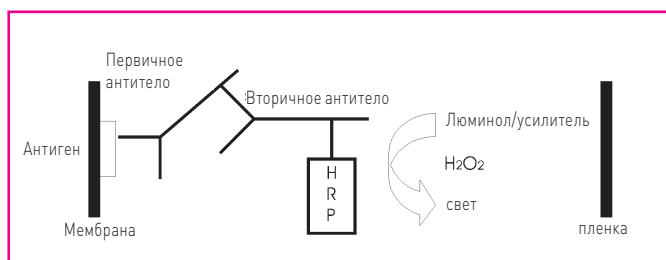 Первичное
антитело
Вторичное антитело
Антиген
Мембрана
H
R
P
Люминол/усилитель
H2O2
свет
пленка